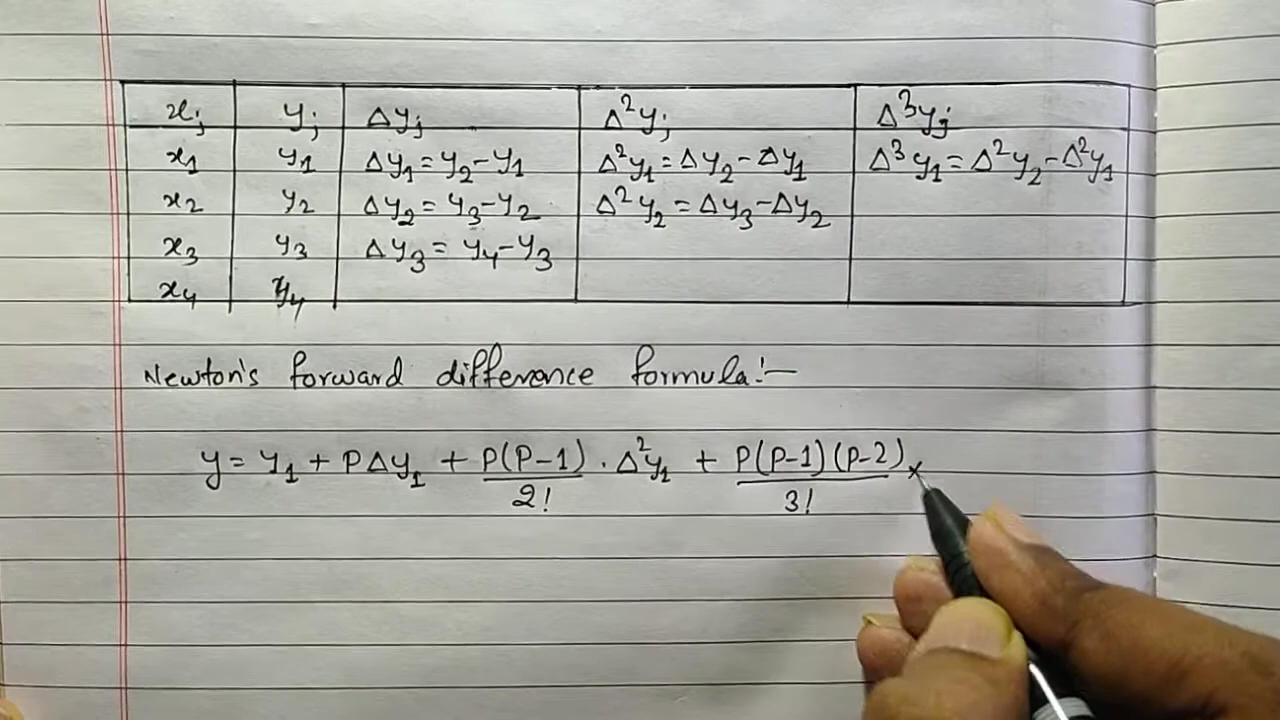 xⱼ yⱼ Δyⱼ Δ²yⱼ Δ³yⱼ
x₁ y₁ Δy₁ = y₂ - y₁ Δ²y₁ = Δy₂ - Δy₁ Δ³y₁ = Δ²y₂ - Δ²y₁
x₂ y₂ Δy₂ = y₃ - y₂ Δ²y₂ = Δy₃ - Δy₂
x₃ y₃ Δy₃ = y₄ - y₃
x₄ y₄
Newton's forward difference formula:-
y = y₁ + PΔy₁ + P(P-1)/2! · Δ²y₁ + P(P-1)(P-2)/3! ×